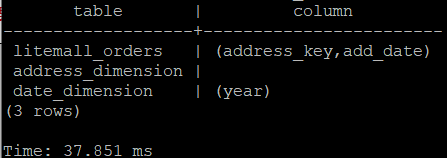 table | column
------------------+-------------------------
litemall_orders | (address_key,add_date)
address_dimension |
date_dimension | (year)
(3 rows)
Time: 37.851 ms